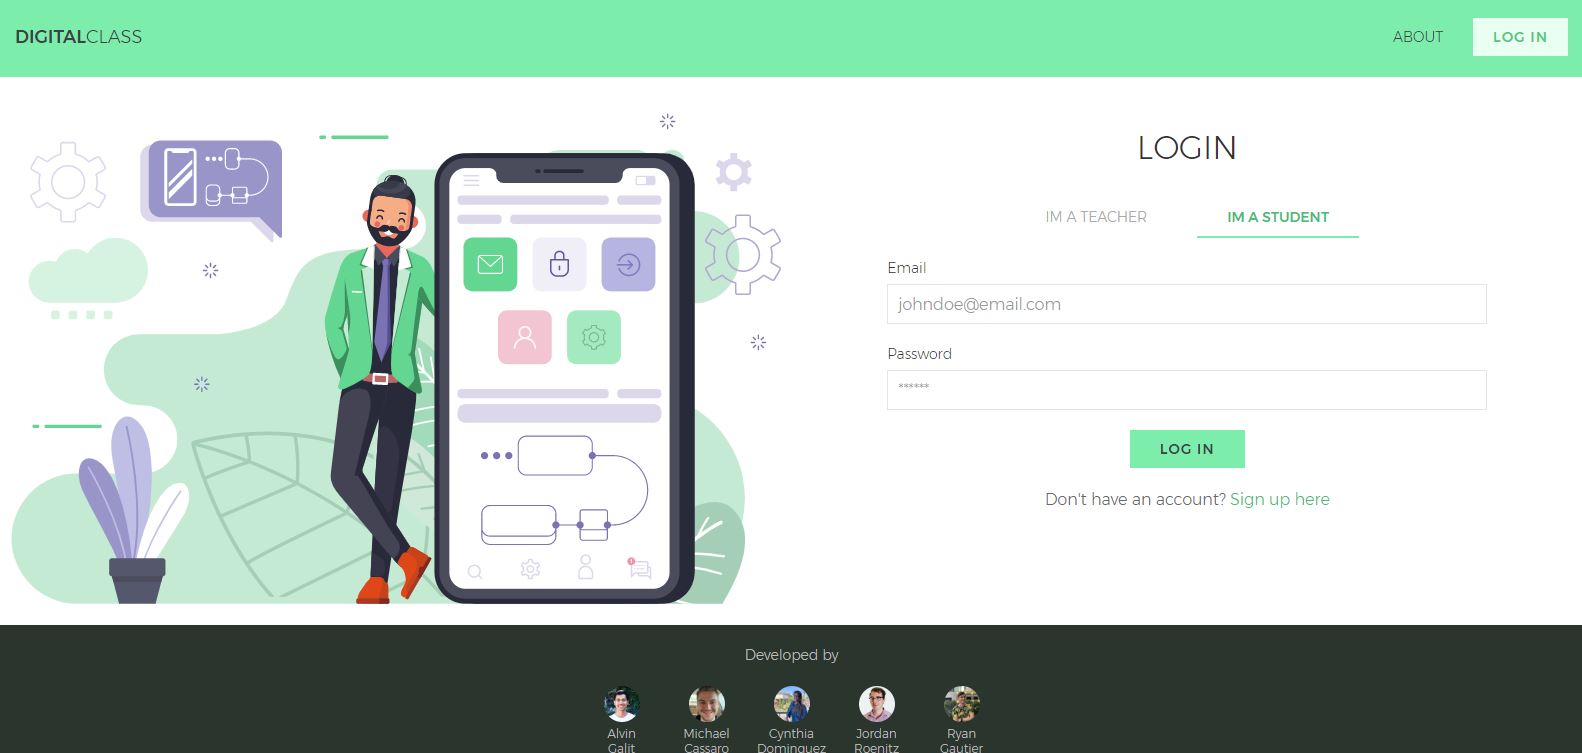 DIGITALCLASS
ABOUT
LOG IN
LOGIN
IM A TEACHER
IM A STUDENT
Email
johndoe@email.com
Password
******
LOG IN
Don't have an account? Sign up here
Developed by
Alvin
Galit
Michael
Cassaro
Cynthia
Dominguez
Jordan
Roenitz
Ryan
Gautier